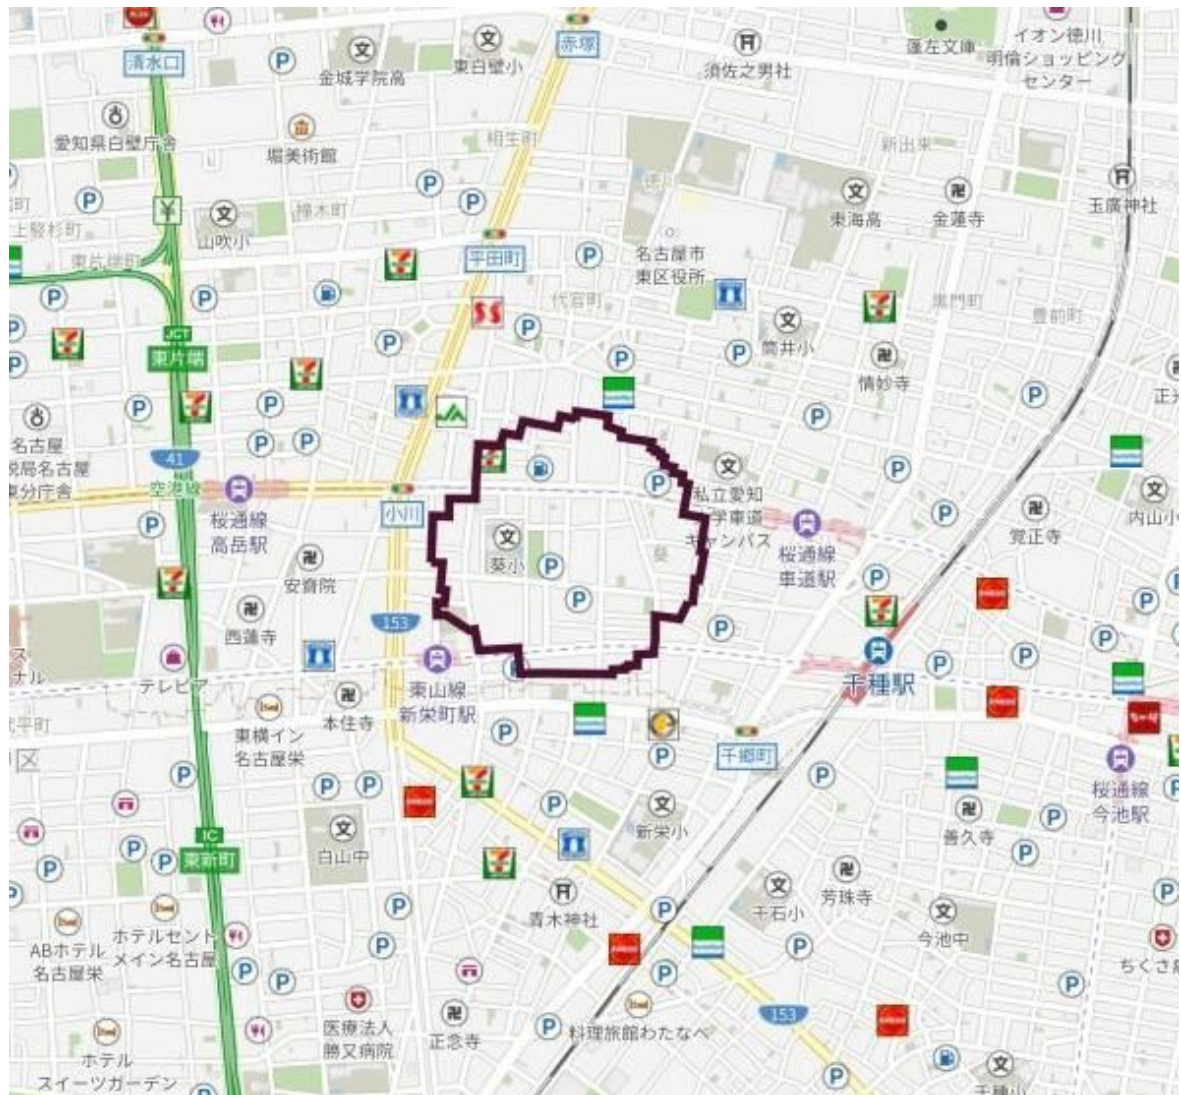 清水口
赤塚
金城学院高
東白壁小
須佐之男社
蓬左文庫
イオン徳川
明倫ショッピング
センター
愛知県白壁庁舎
堀美術館
相生町
新出来
山吹小
橦木町
上竪杉町
東片端町
平田町
名古屋市
東区役所
東海高
金蓮寺
玉廣神社
代官町
筒井小
黒門町
豊前町
JCT
東片端
情妙寺
名古屋
税局名古屋
東分庁舎
41
空港線
桜通線
高岳駅
小川
私立愛知
学車道
キャンパス
桜通線
車道駅
覚正寺
内山小
安齋院
葵小
葵
西蓮寺
153
テレピア
東山線
新栄町駅
千種駅
東横イン
名古屋栄
本住寺
千郷町
桜通線
今池駅
IC
東新町
白山中
新栄小
善久寺
青木神社
千石小
芳珠寺
今池中
ABホテル
名古屋栄
ホテルセント
メイン名古屋
医療法人
勝又病院
正念寺
料理旅館わたなべ
153
ちくさ病
ホテル
スイーツガーデン
千種小